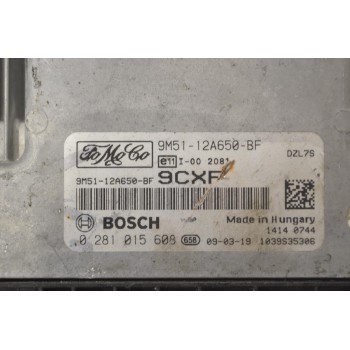 FoMoCo 9M51-12A650-BF DZL7S
e11 I-00 2081
9M51-12A650-BF 9CXF
BOSCH Made in Hungary
1414 0744
0 281 015 608 658 09-03-19 1039S35306